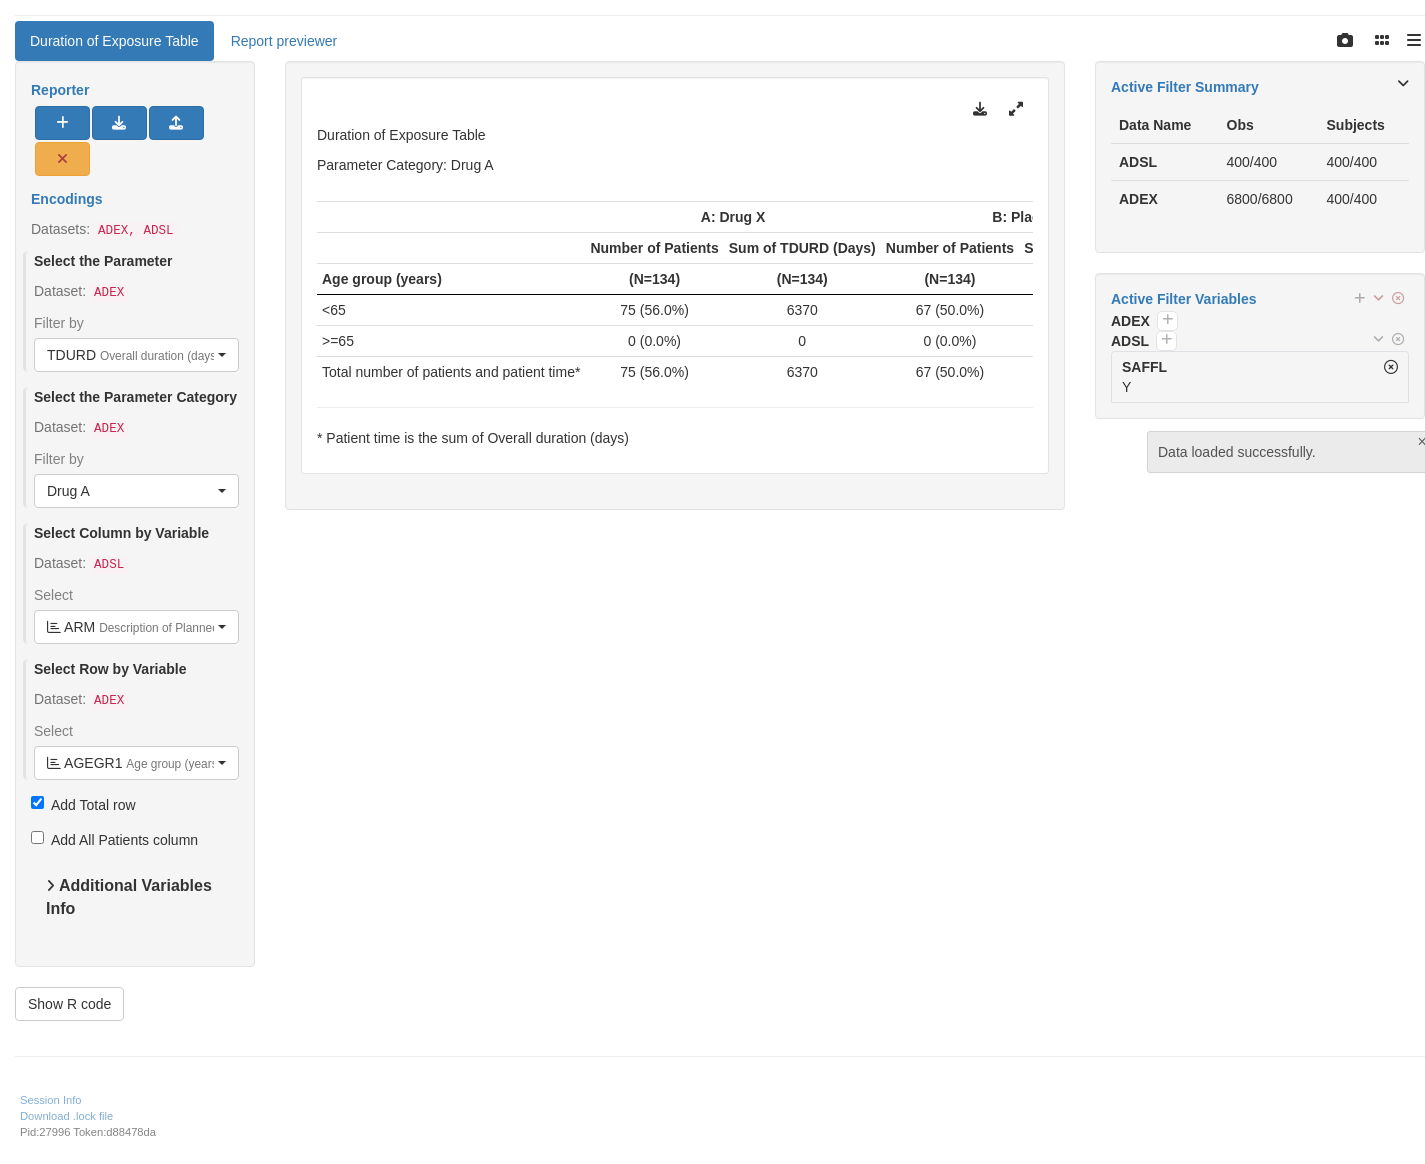 Duration of Exposure Table
Report previewer
Reporter
Encodings
Datasets: ADEX, ADSL
Select the Parameter
Dataset: ADEX
Filter by
TDURD Overall duration (days
Select the Parameter Category
Dataset: ADEX
Filter by
Drug A
Select Column by Variable
Dataset: ADSL
Select
ARM Description of Planned
Select Row by Variable
Dataset: ADEX
Select
AGEGR1 Age group (years
Add Total row
Add All Patients column
Additional Variables
Info
Show R code
Duration of Exposure Table
Parameter Category: Drug A
A: Drug X B: Pla
Number of Patients Sum of TDURD (Days) Number of Patients S
Age group (years) (N=134) (N=134) (N=134)
<65 75 (56.0%) 6370 67 (50.0%)
>=65 0 (0.0%) 0 0 (0.0%)
Total number of patients and patient time* 75 (56.0%) 6370 67 (50.0%)
* Patient time is the sum of Overall duration (days)
Active Filter Summary
Data Name Obs Subjects
ADSL 400/400 400/400
ADEX 6800/6800 400/400
Active Filter Variables
ADEX
ADSL
SAFFL
Y
Data loaded successfully.
Session Info
Download .lock file
Pid:27996 Token:d88478da